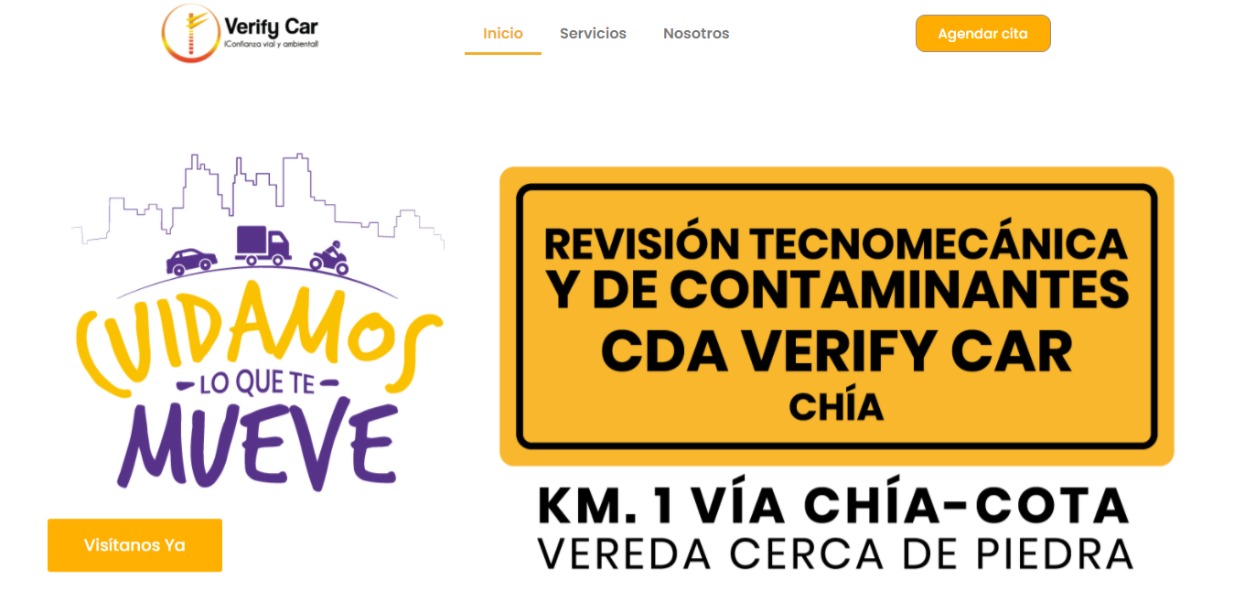 Verify Car
¡Confianza vial y ambiental!
Inicio
Servicios
Nosotros
Agendar cita
CUIDAMOS
LO QUE TE
MUEVE
Visítanos Ya
REVISIÓN TECNOMECÁNICA
Y DE CONTAMINANTES
CDA VERIFY CAR
CHÍA
KM. 1 VÍA CHÍA-COTA
VEREDA CERCA DE PIEDRA